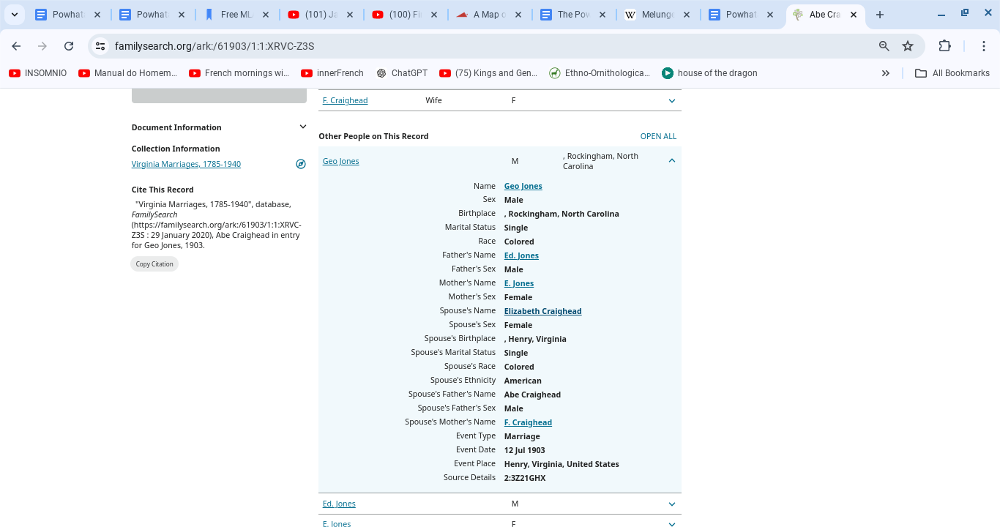 Powhat
Powhat
Free ML
(101) Ja
(100) Fi
A Map o
The Pow
Melunge
Powhat
Abe Cra
familysearch.org/ark:/61903/1:1:XRVC-Z3S
INSOMNIO
Manual do Homem...
French mornings wi...
innerFrench
ChatGPT
(75) Kings and Gen...
Ethno-Ornithologica...
house of the dragon
All Bookmarks
F. Craighead Wife F
Document Information
Collection Information
Virginia Marriages, 1785-1940
Cite This Record
"Virginia Marriages, 1785-1940", database,
FamilySearch
(https://familysearch.org/ark:/61903/1:1:XRVC-
Z3S : 29 January 2020), Abe Craighead in entry
for Geo Jones, 1903.
Copy Citation
Other People on This Record OPEN ALL
Geo Jones M , Rockingham, North
Carolina
Name Geo Jones
Sex Male
Birthplace , Rockingham, North Carolina
Marital Status Single
Race Colored
Father's Name Ed. Jones
Father's Sex Male
Mother's Name E. Jones
Mother's Sex Female
Spouse's Name Elizabeth Craighead
Spouse's Sex Female
Spouse's Birthplace , Henry, Virginia
Spouse's Marital Status Single
Spouse's Race Colored
Spouse's Ethnicity American
Spouse's Father's Name Abe Craighead
Spouse's Father's Sex Male
Spouse's Mother's Name F. Craighead
Event Type Marriage
Event Date 12 Jul 1903
Event Place Henry, Virginia, United States
Source Details 2:3Z21GHX
Ed. Jones M
E. Jones F